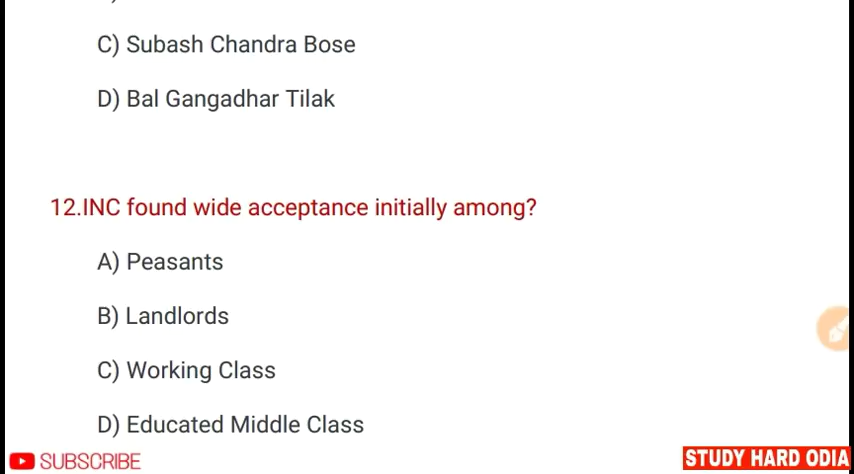 C) Subash Chandra Bose
D) Bal Gangadhar Tilak
12.INC found wide acceptance initially among?
A) Peasants
B) Landlords
C) Working Class
D) Educated Middle Class
SUBSCRIBE
STUDY HARD ODIA